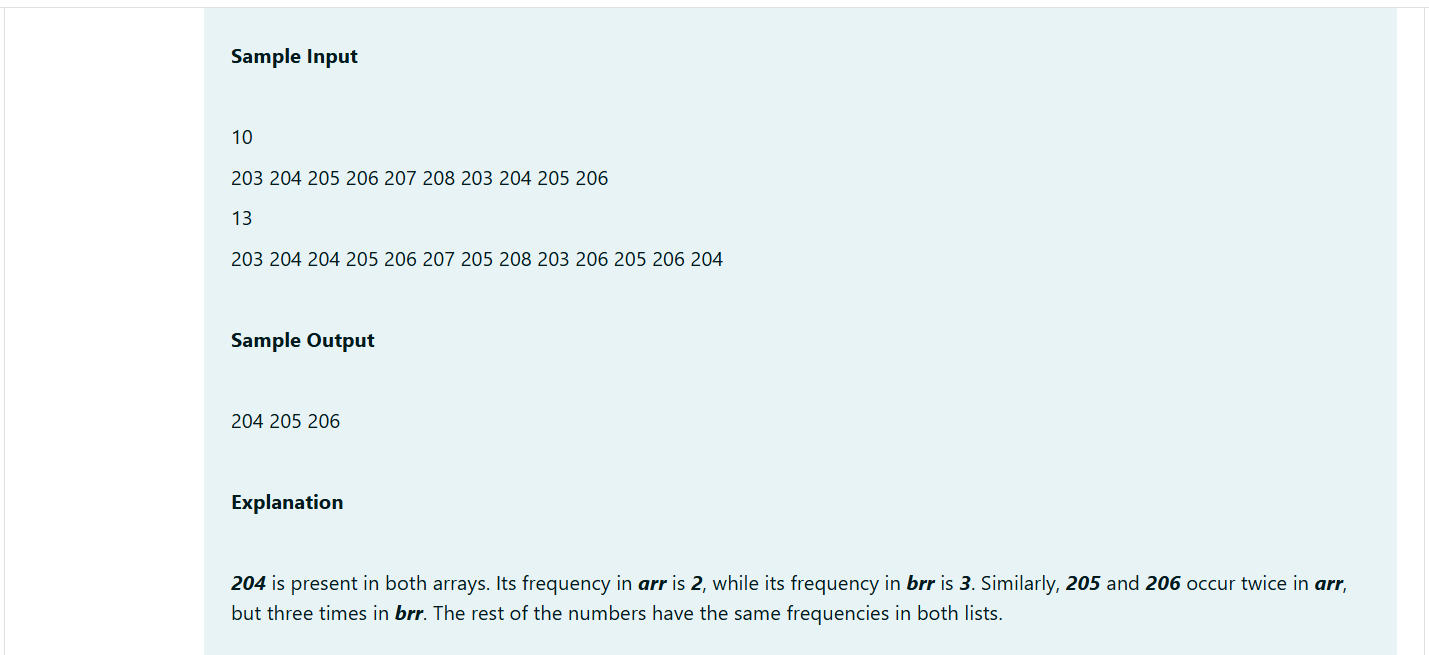 Sample Input
10
203 204 205 206 207 208 203 204 205 206
13
203 204 204 205 206 207 205 208 203 206 205 206 204
Sample Output
204 205 206
Explanation
204 is present in both arrays. Its frequency in arr is 2, while its frequency in brr is 3. Similarly, 205 and 206 occur twice in arr,
but three times in brr. The rest of the numbers have the same frequencies in both lists.